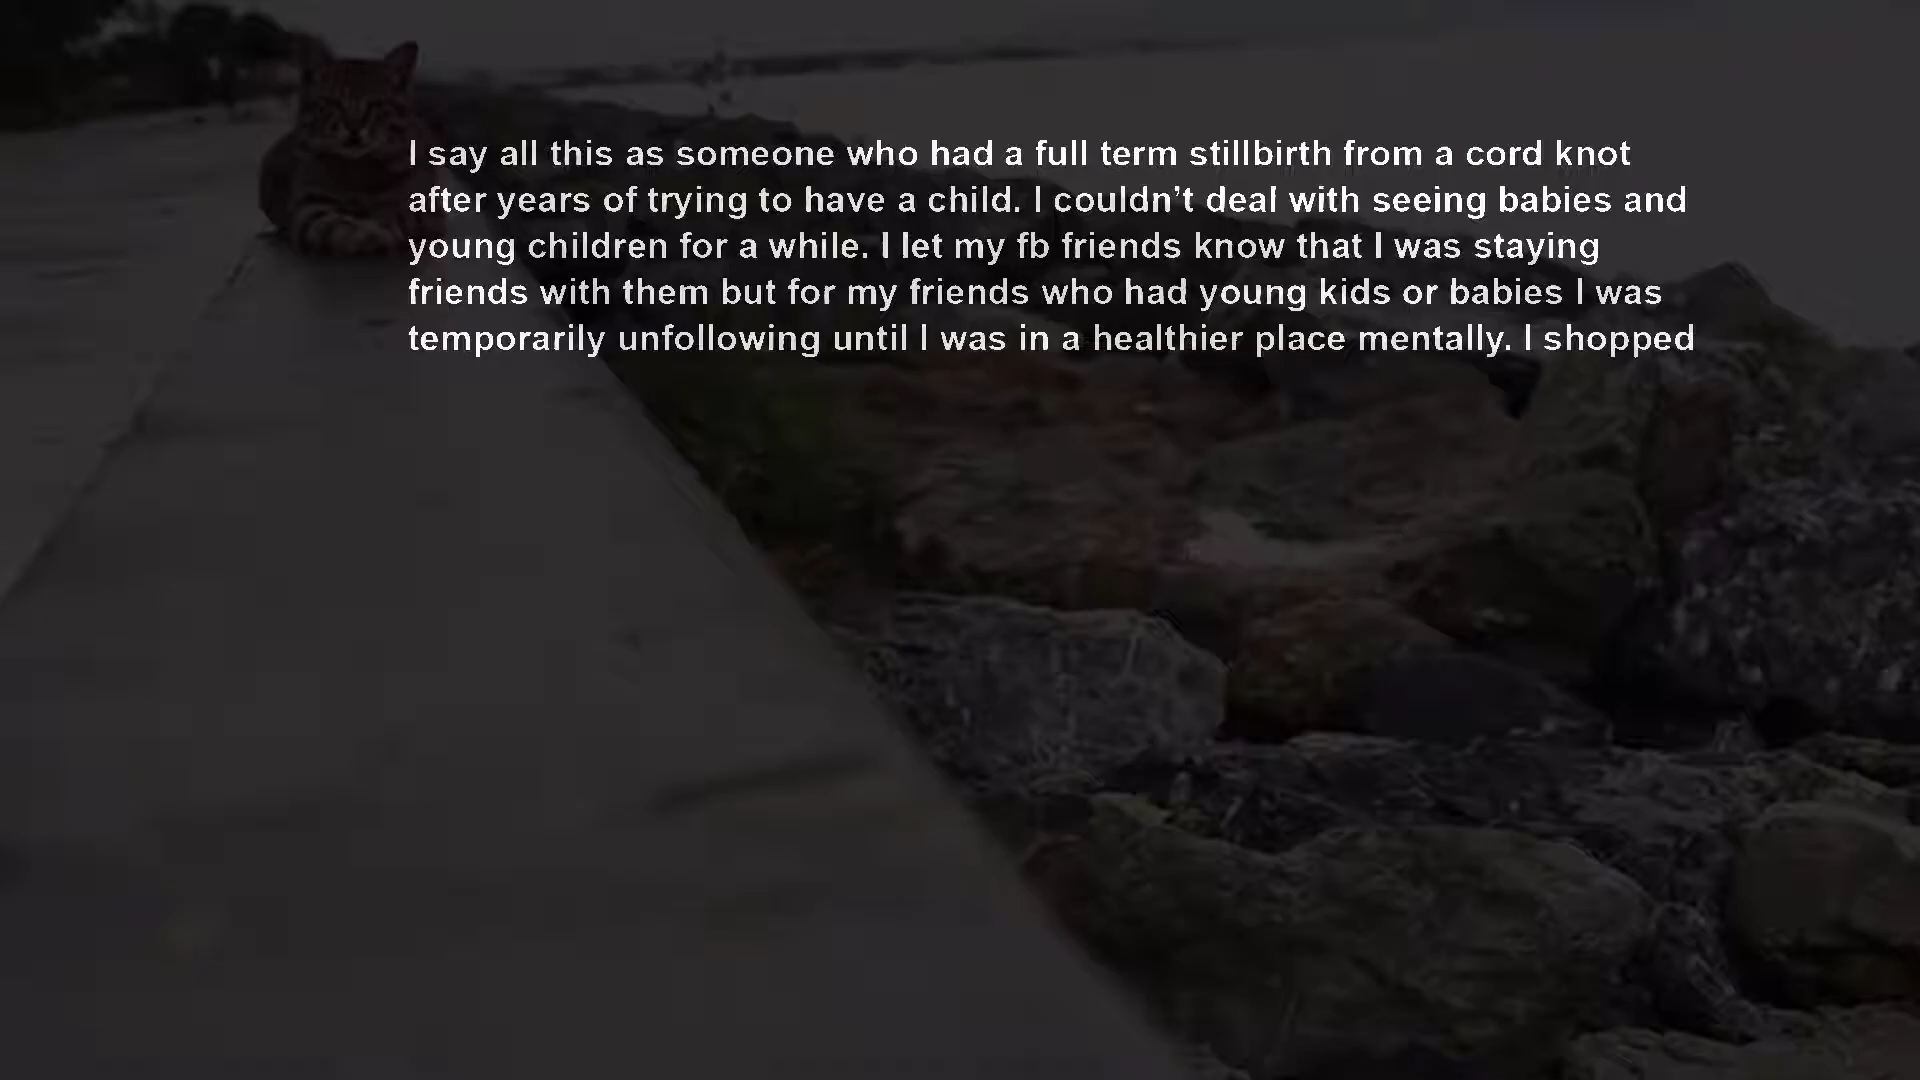 I say all this as someone who had a full term stillbirth from a cord knot
after years of trying to have a child. I couldn’t deal with seeing babies and
young children for a while. I let my fb friends know that I was staying
friends with them but for my friends who had young kids or babies I was
temporarily unfollowing until I was in a healthier place mentally. I shopped